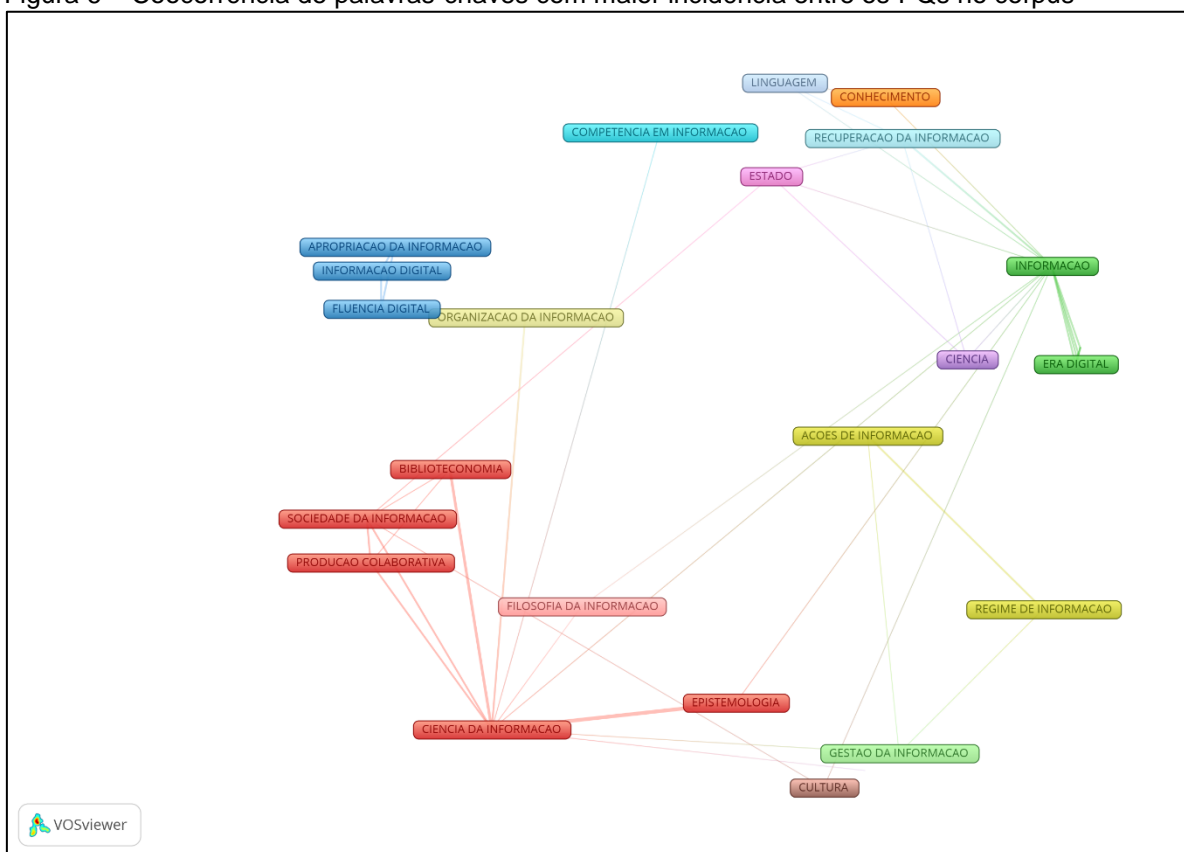 Figura 6 – Coocorrência de palavras-chaves com maior incidência entre os PQs no corpus
LINGUAGEM
CONHECIMENTO
COMPETENCIA EM INFORMACAO
RECUPERACAO DA INFORMACAO
ESTADO
APROPRIACAO DA INFORMACAO
INFORMACAO DIGITAL
INFORMACAO
FLUENCIA DIGITAL
ORGANIZACAO DA INFORMACAO
CIENCIA
ERA DIGITAL
ACOES DE INFORMACAO
BIBLIOTECONOMIA
SOCIEDADE DA INFORMACAO
PRODUCAO COLABORATIVA
FILOSOFIA DA INFORMACAO
REGIME DE INFORMACAO
EPISTEMOLOGIA
CIENCIA DA INFORMACAO
GESTAO DA INFORMACAO
CULTURA
VOSviewer